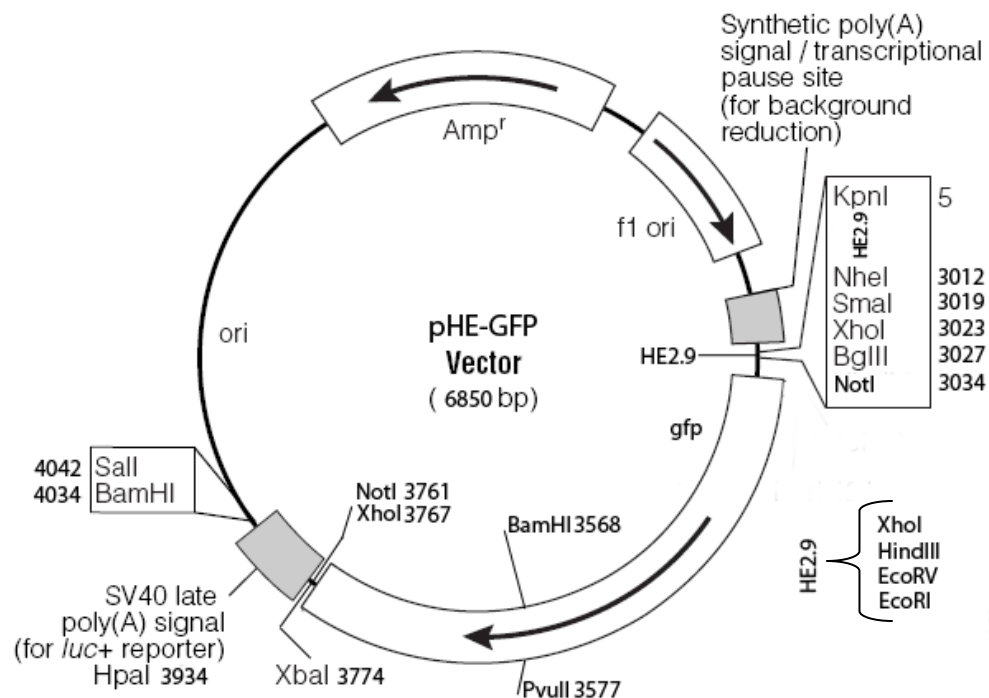 Synthetic poly(A)
signal / transcriptional
pause site
(for background
reduction)
Ampʳ
f1 ori
KpnI 5
HE2.9
NheI 3012
SmaI 3019
XhoI 3023
BglII 3027
NotI 3034
ori
pHE-GFP
Vector
( 6850 bp)
HE2.9
gfp
4042 SalI
4034 BamHI
NotI 3761
XhoI 3767
BamHI 3568
HE2.9
XhoI
HindIII
EcoRV
EcoRI
SV40 late
poly(A) signal
(for luc+ reporter)
HpaI 3934
XbaI 3774
PvuII 3577